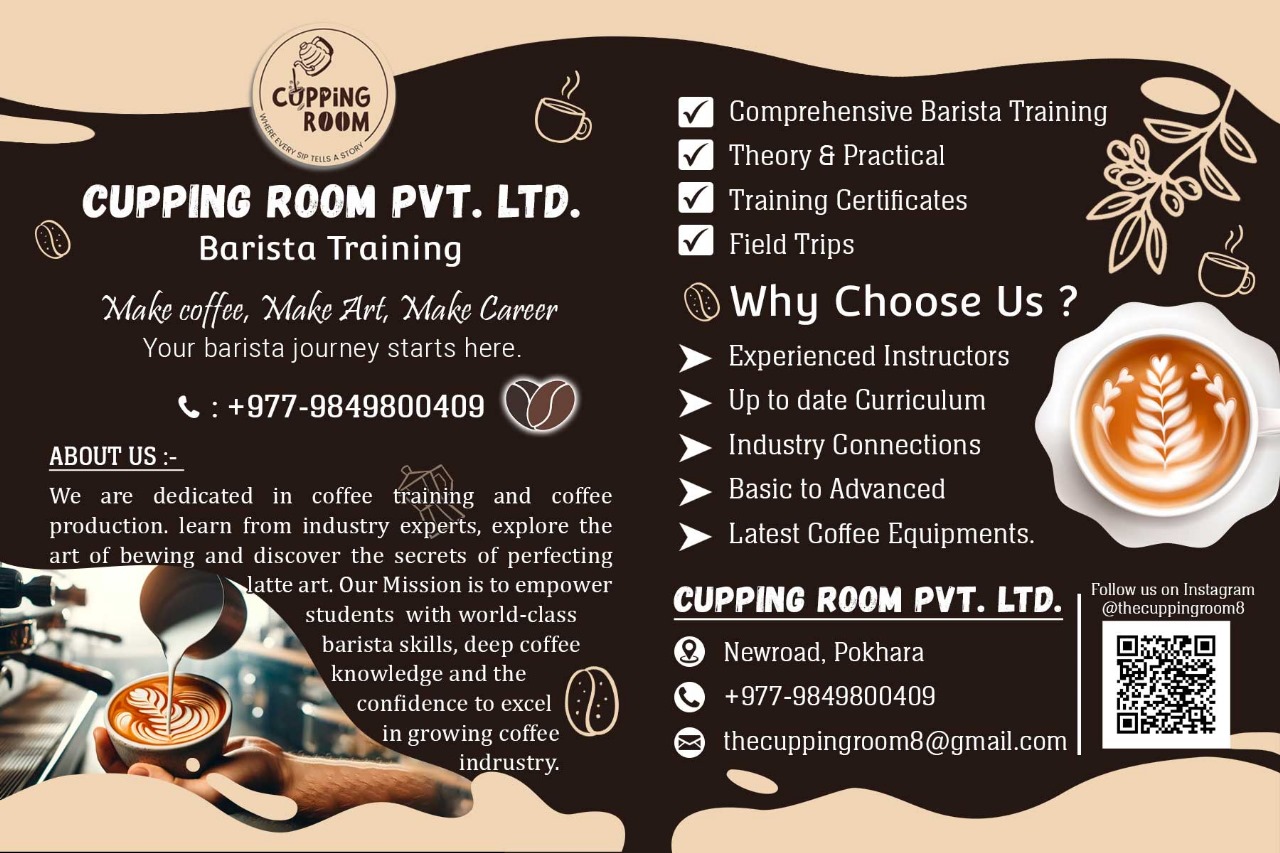 CUPPING
ROOM
WHERE EVERY SIP TELLS A STORY
CUPPING ROOM PVT. LTD.
Barista Training
Make coffee, Make Art, Make Career
Your barista journey starts here.
: +977-9849800409
ABOUT US :-
We are dedicated in coffee training and coffee
production. learn from industry experts, explore the
art of bewing and discover the secrets of perfecting
latte art. Our Mission is to empower
students with world-class
barista skills, deep coffee
knowledge and the
confidence to excel
in growing coffee
indrustry.
Comprehensive Barista Training
Theory & Practical
Training Certificates
Field Trips
Why Choose Us ?
Experienced Instructors
Up to date Curriculum
Industry Connections
Basic to Advanced
Latest Coffee Equipments.
CUPPING ROOM PVT. LTD.
Newroad, Pokhara
+977-9849800409
thecuppingroom8@gmail.com
Follow us on Instagram
@thecuppingroom8